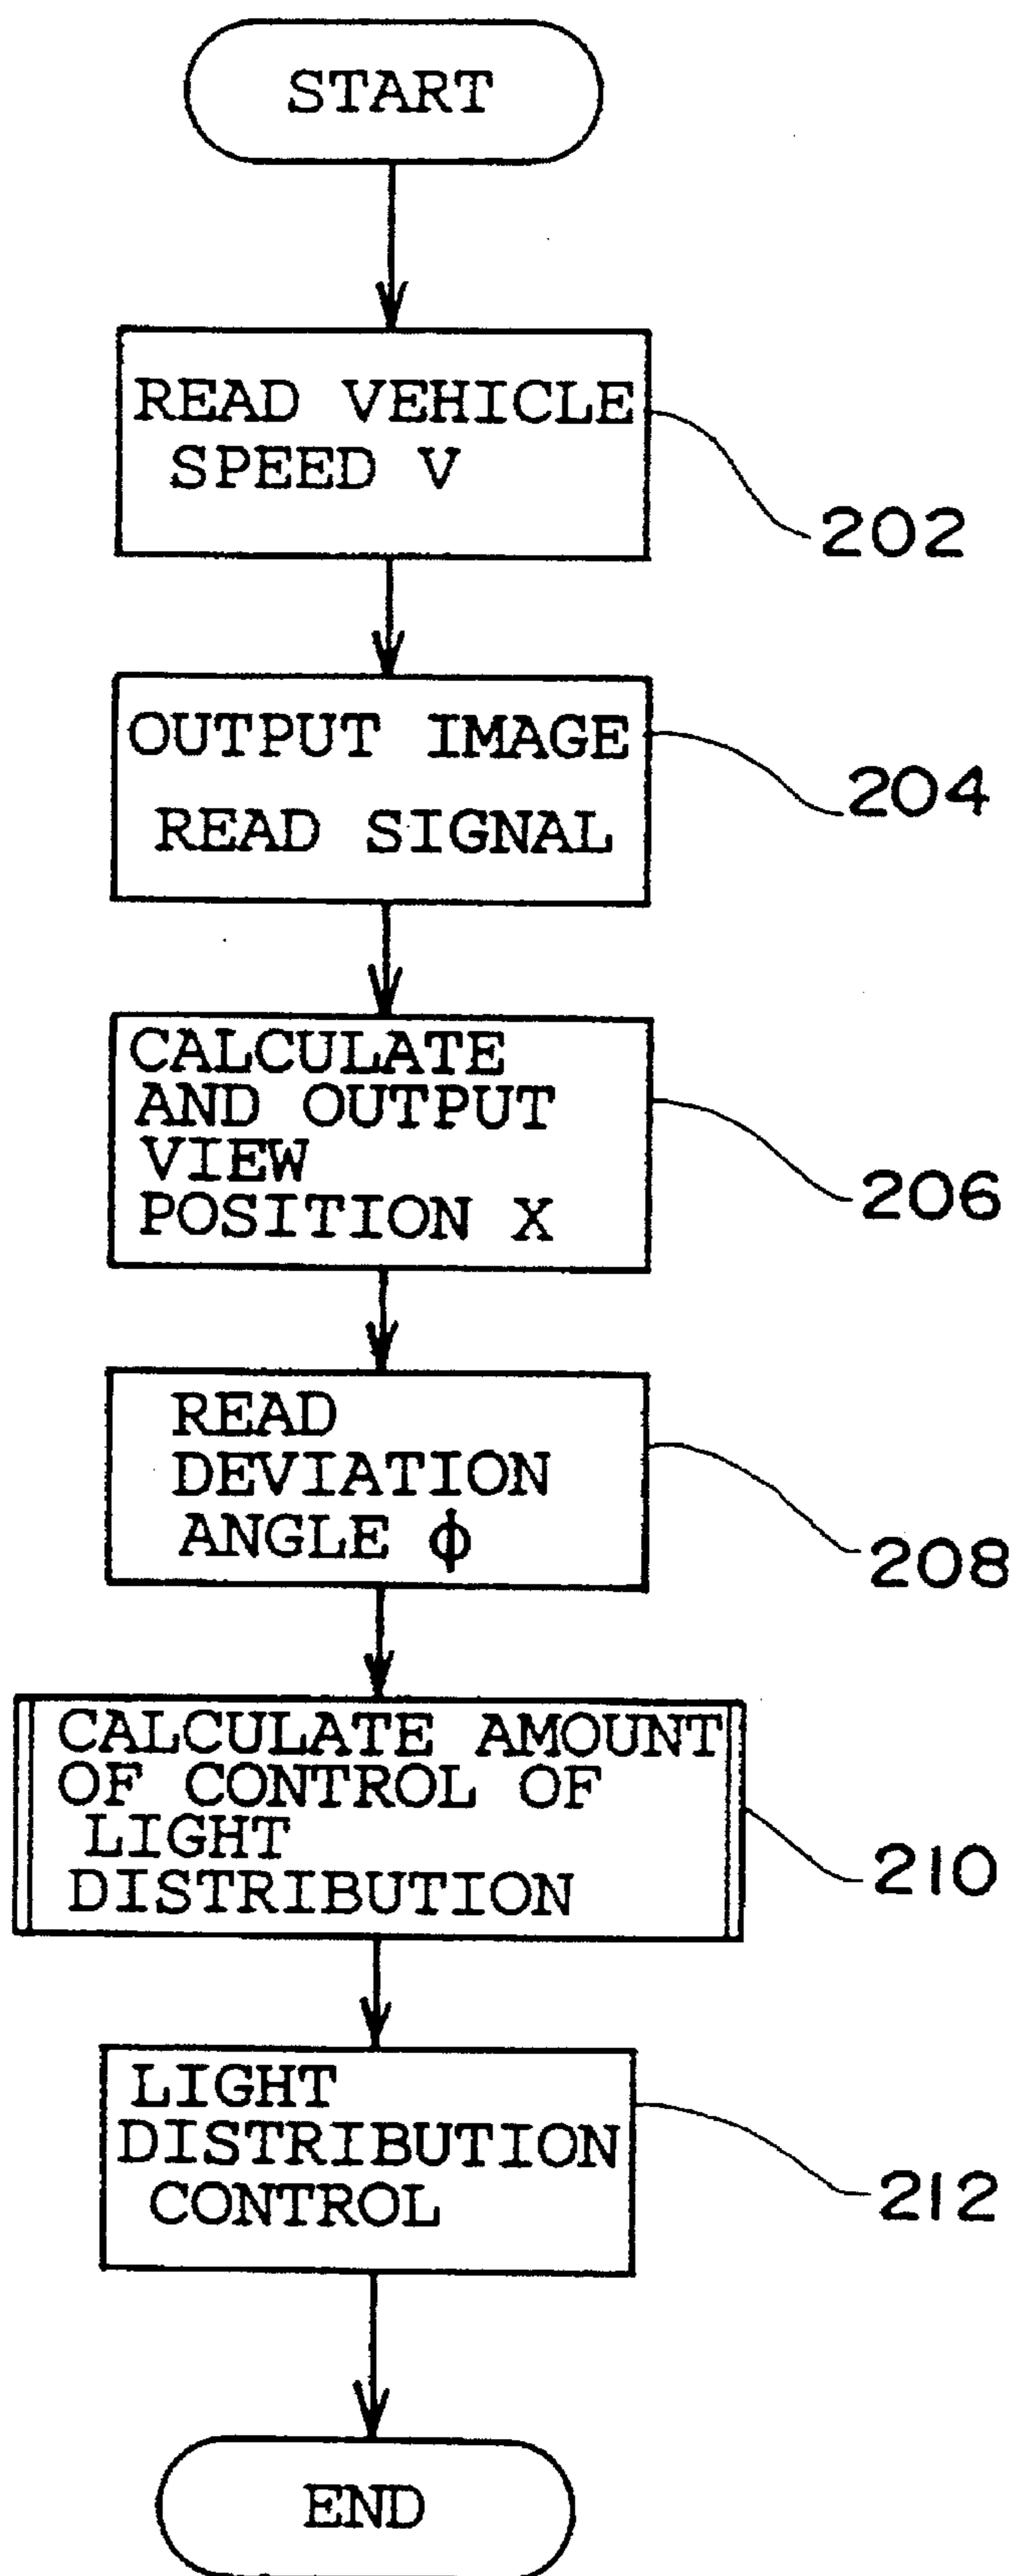 START
READ VEHICLE
SPEED V
202
OUTPUT IMAGE
READ SIGNAL
204
CALCULATE
AND OUTPUT
VIEW
POSITION X
206
READ
DEVIATION
ANGLE ϕ
208
CALCULATE AMOUNT
OF CONTROL OF
LIGHT
DISTRIBUTION
210
LIGHT
DISTRIBUTION
CONTROL
212
END